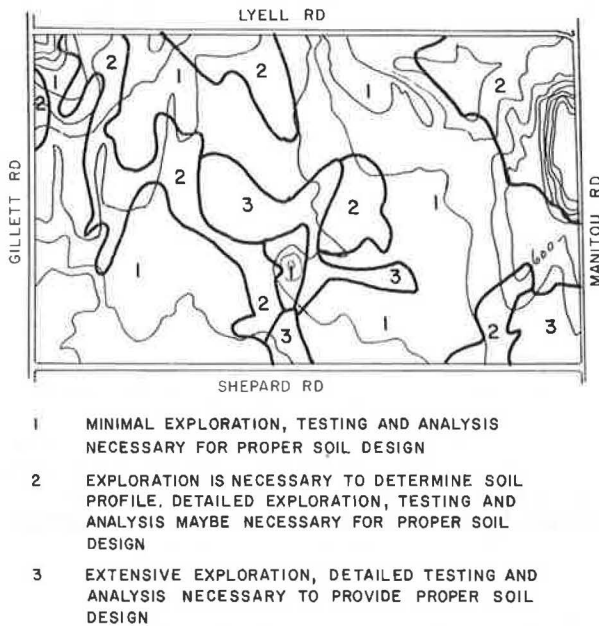 LYELL RD
1
2
1
2
1
2
2
GILLETT RD
MANITOU RD
2
3
2
1
600
1
1
3
2
1
2
3
3
SHEPARD RD
1 MINIMAL EXPLORATION, TESTING AND ANALYSIS
NECESSARY FOR PROPER SOIL DESIGN
2 EXPLORATION IS NECESSARY TO DETERMINE SOIL
PROFILE. DETAILED EXPLORATION, TESTING AND
ANALYSIS MAYBE NECESSARY FOR PROPER SOIL
DESIGN
3 EXTENSIVE EXPLORATION, DETAILED TESTING AND
ANALYSIS NECESSARY TO PROVIDE PROPER SOIL
DESIGN